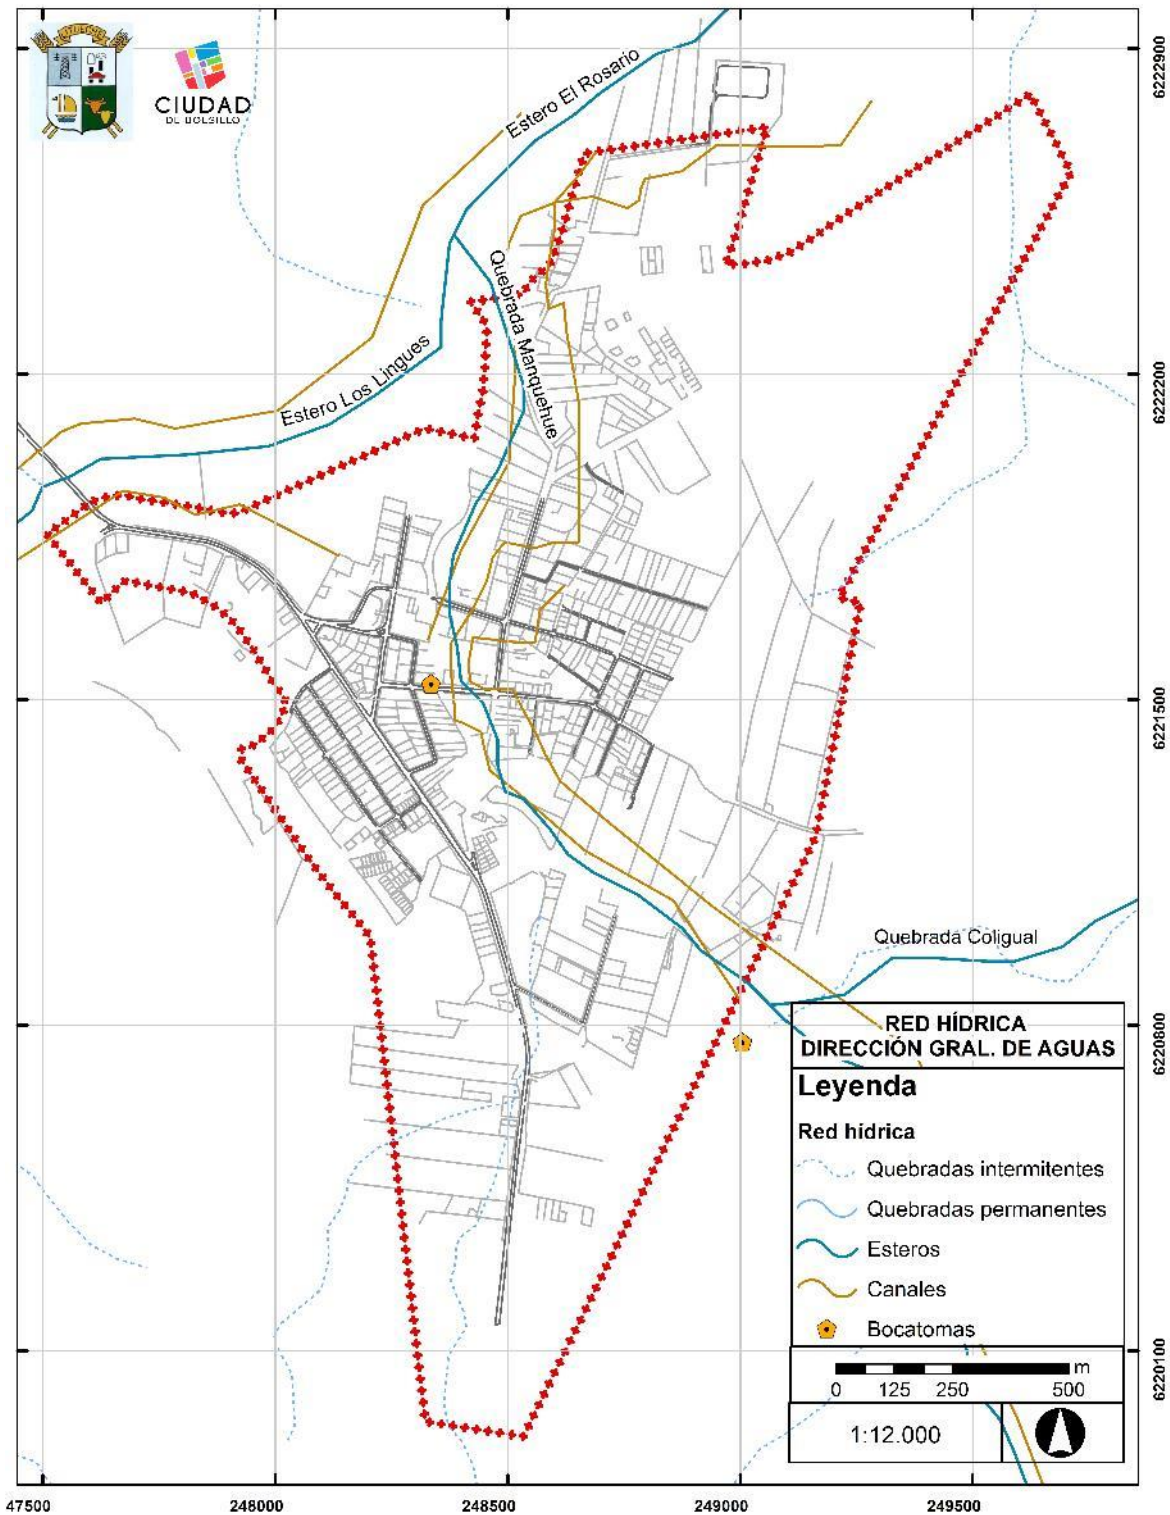 CIUDAD
DE BOLSILLO
Estero El Rosario
Quebrada Manquehue
Estero Los Lingues
Quebrada Coligual
6222900
6222200
6221500
6220800
6220100
RED HÍDRICA
DIRECCIÓN GRAL. DE AGUAS
Leyenda
Red hídrica
Quebradas intermitentes
Quebradas permanentes
Esteros
Canales
Bocatomas
m
0 125 250 500
1:12.000
47500 248000 248500 249000 249500